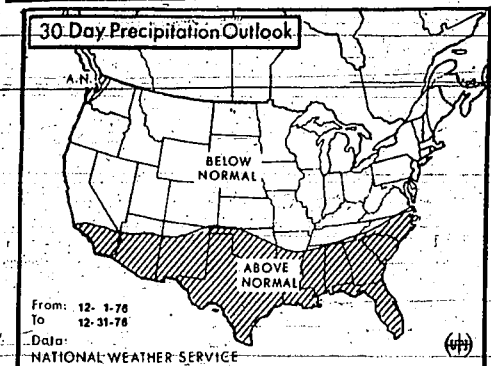 30 Day Precipitation Outlook
A.N.
BELOW
NORMAL
ABOVE
NORMAL
From: 12- 1-76
To 12-31-76
Data:
NATIONAL WEATHER SERVICE
UPI